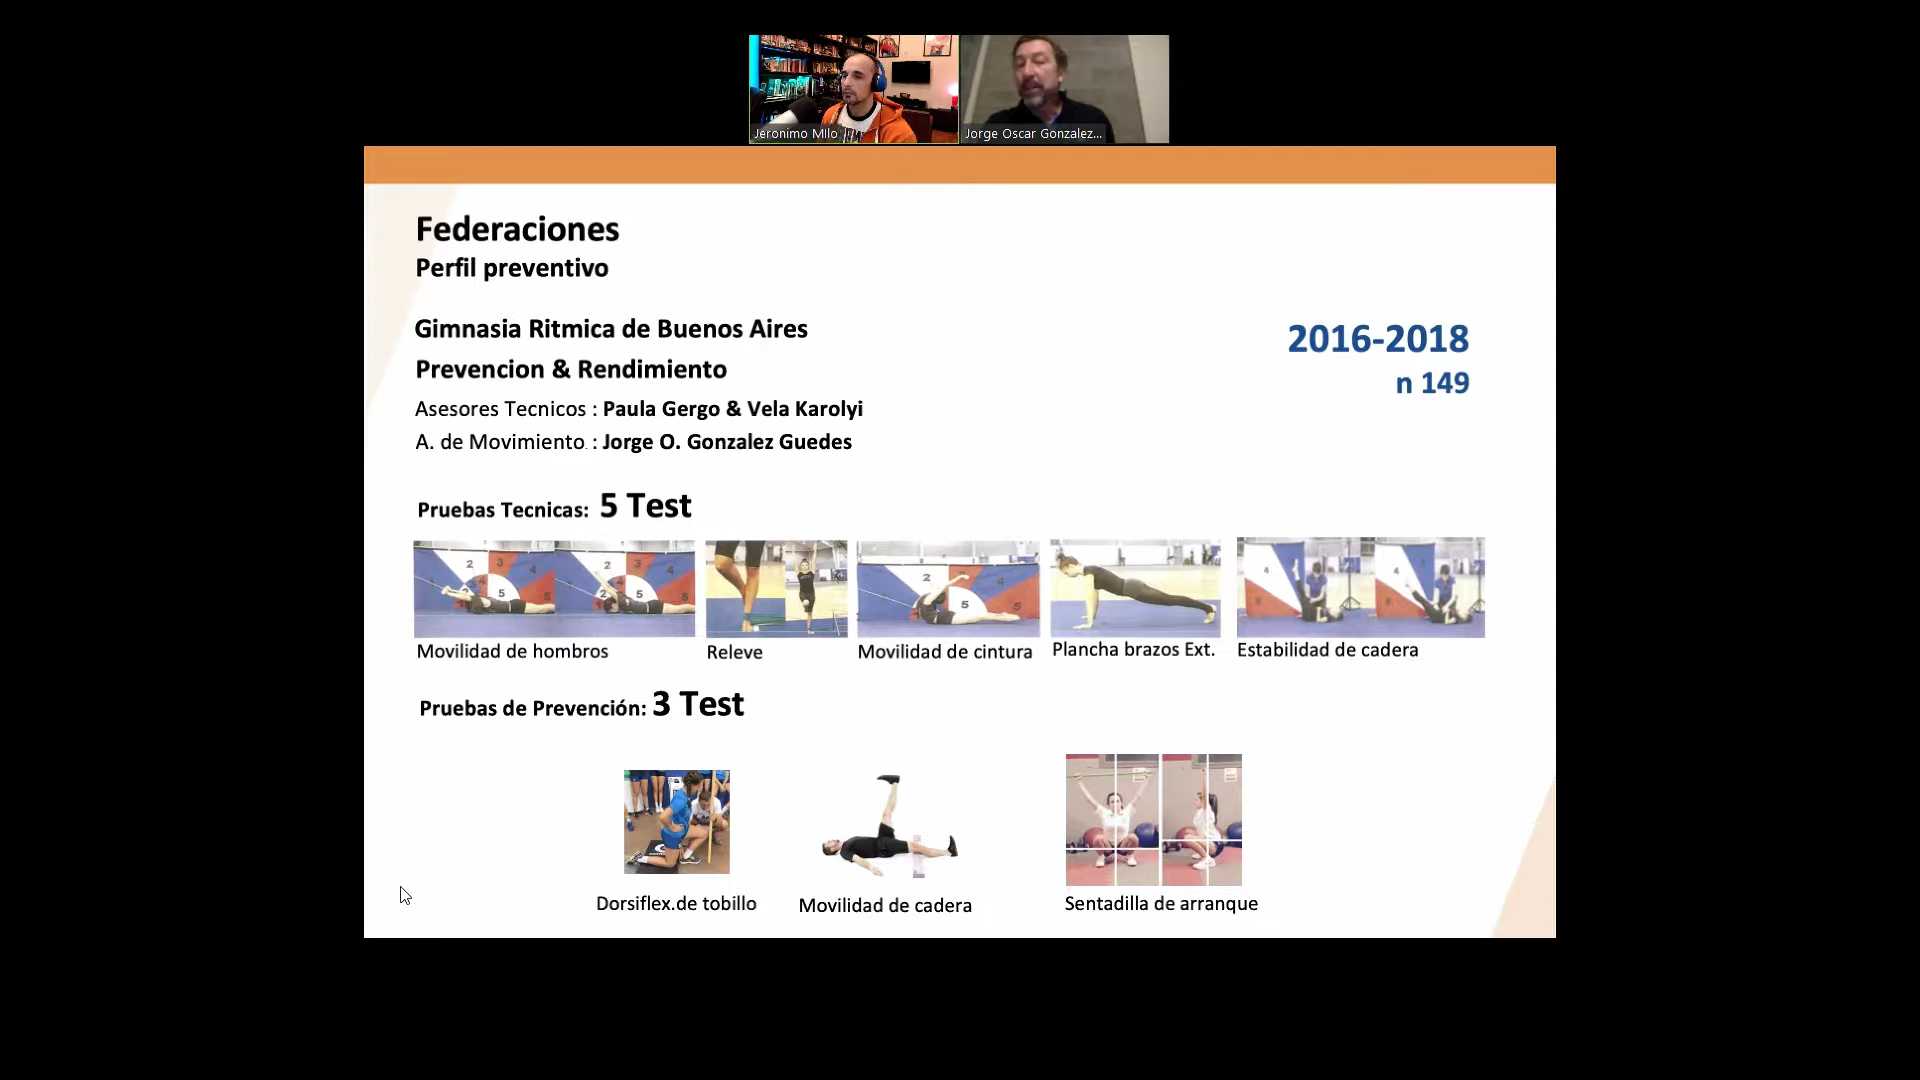 Jeronimo MIlo
Jorge Oscar Gonzalez...
Federaciones
Perfil preventivo
Gimnasia Ritmica de Buenos Aires
2016-2018
Prevencion & Rendimiento
n 149
Asesores Tecnicos : Paula Gergo & Vela Karolyi
A. de Movimiento. : Jorge O. Gonzalez Guedes
Pruebas Tecnicas: 5 Test
Movilidad de hombros
Releve
Movilidad de cintura
Plancha brazos Ext.
Estabilidad de cadera
Pruebas de Prevención: 3 Test
Dorsiflex.de tobillo
Movilidad de cadera
Sentadilla de arranque